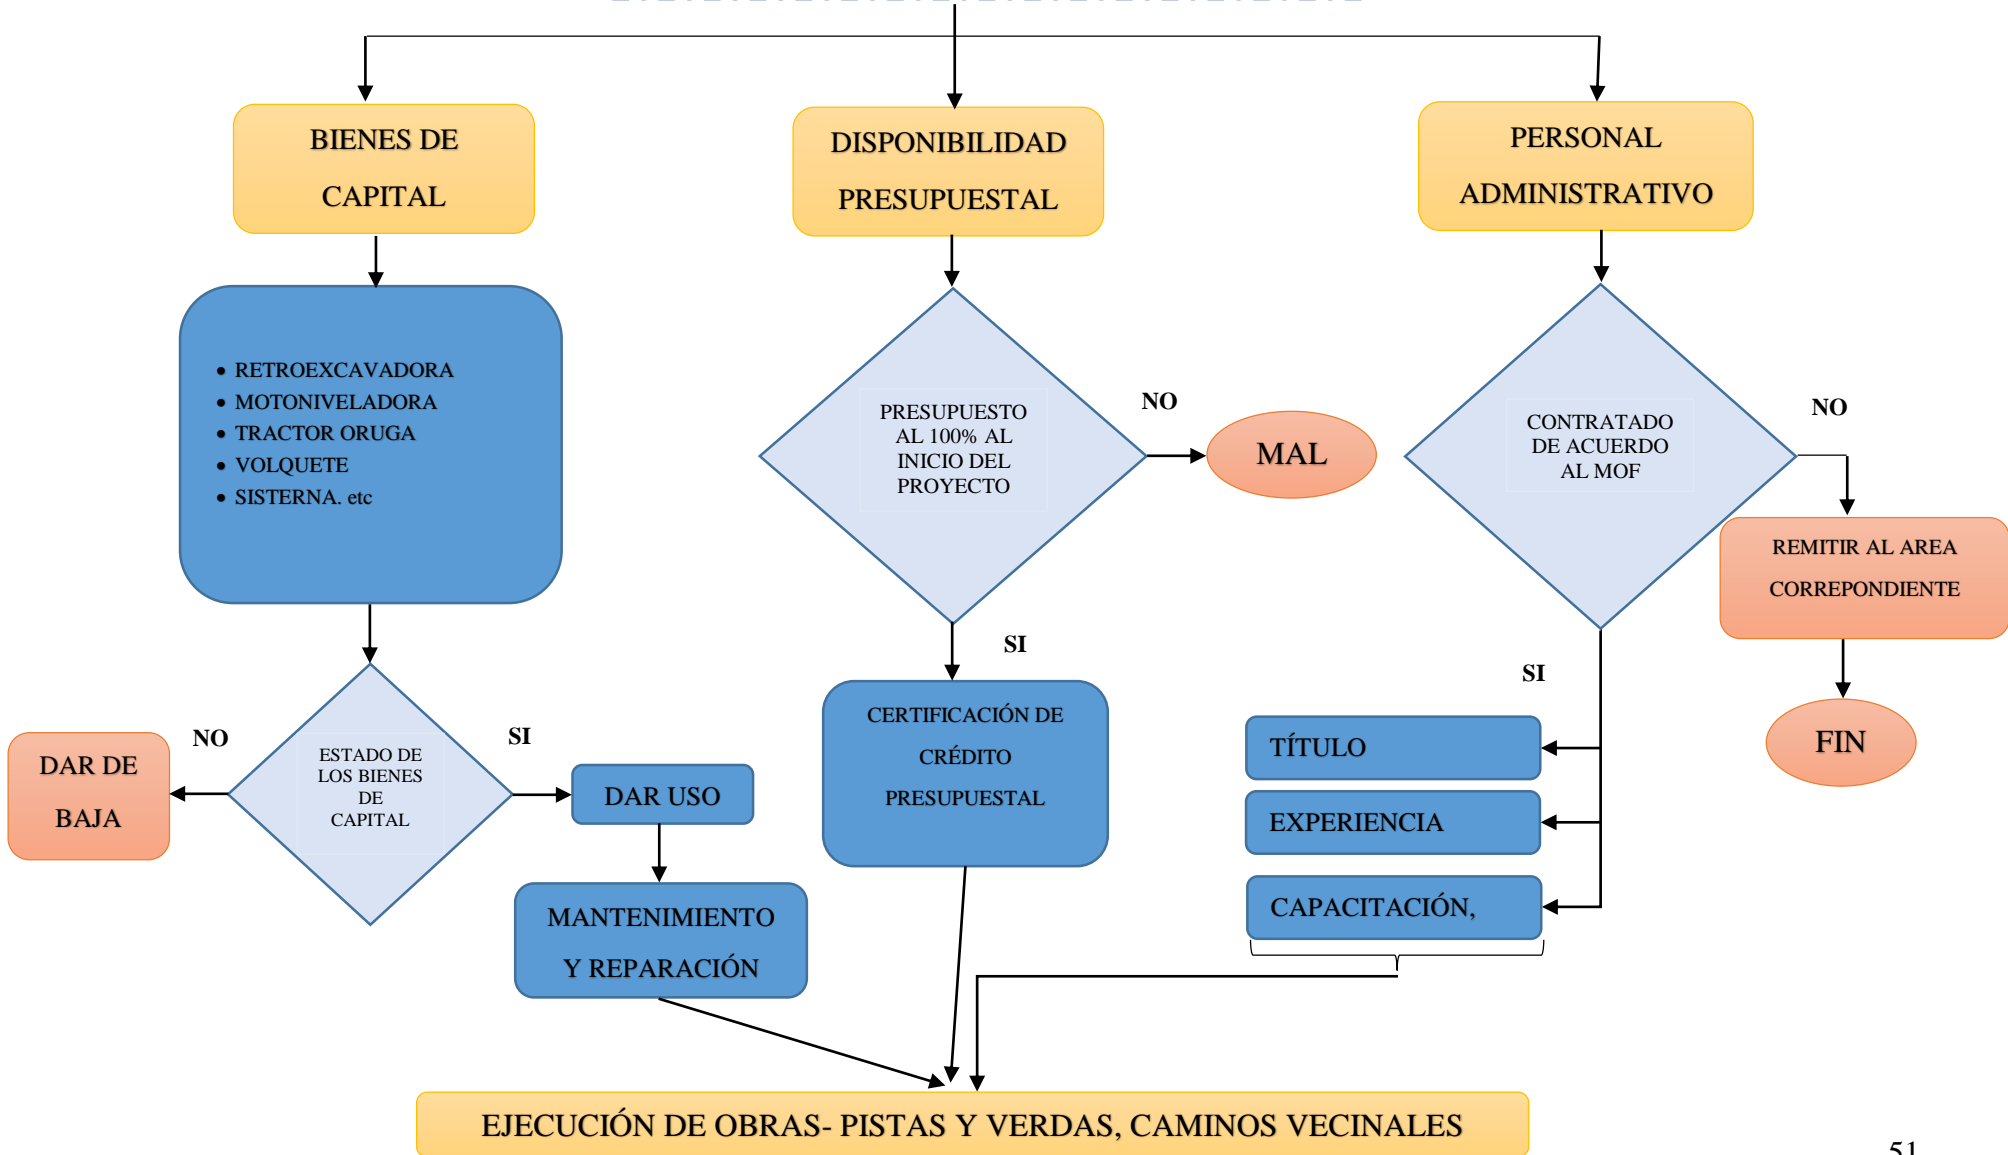 BIENES DE
CAPITAL
DISPONIBILIDAD
PRESUPUESTAL
PERSONAL
ADMINISTRATIVO
• RETROEXCAVADORA
• MOTONIVELADORA
• TRACTOR ORUGA
• VOLQUETE
• SISTERNA. etc
PRESUPUESTO
AL 100% AL
INICIO DEL
PROYECTO
NO
MAL
CONTRATADO
DE ACUERDO
AL MOF
NO
REMITIR AL AREA
CORREPONDIENTE
FIN
SI
SI
CERTIFICACIÓN DE
CRÉDITO
PRESUPUESTAL
TÍTULO
EXPERIENCIA
CAPACITACIÓN,
NO
SI
DAR DE
BAJA
ESTADO DE
LOS BIENES
DE
CAPITAL
DAR USO
MANTENIMIENTO
Y REPARACIÓN
EJECUCIÓN DE OBRAS- PISTAS Y VERDAS, CAMINOS VECINALES
51